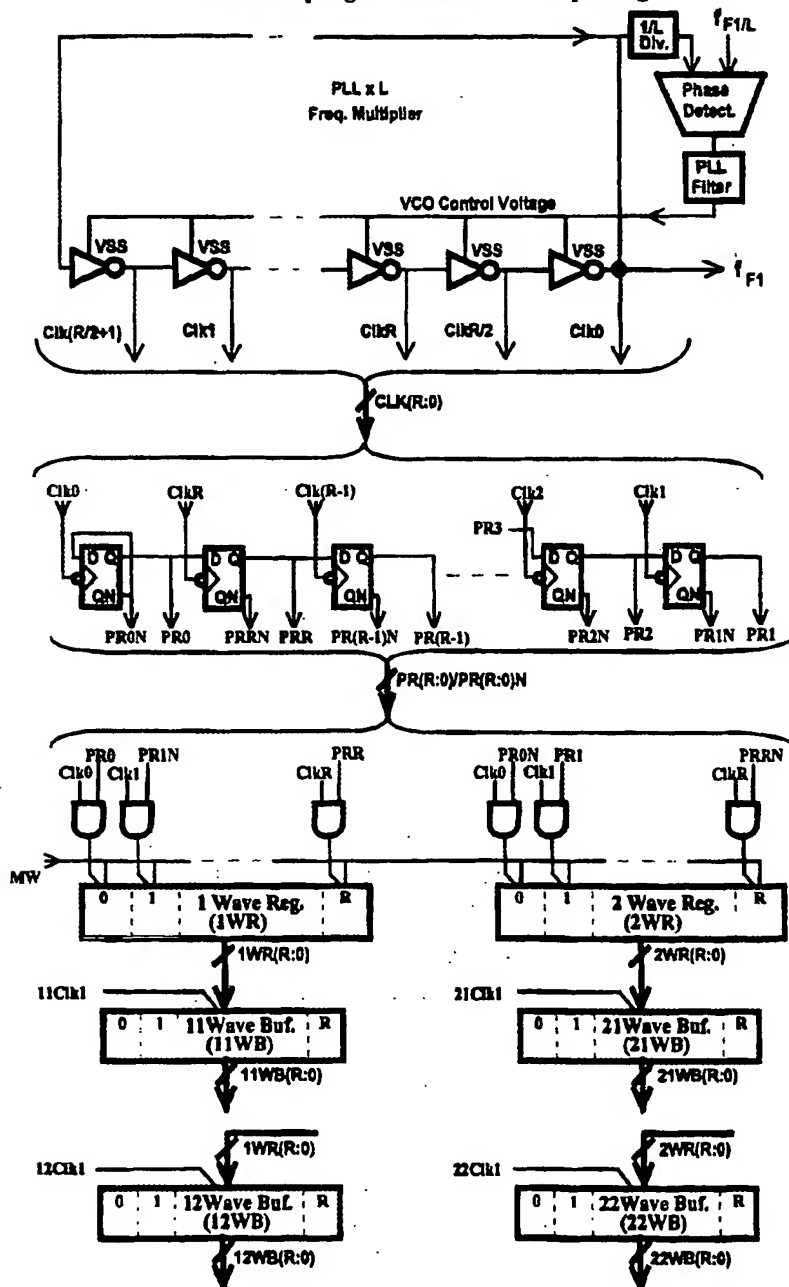 1/L
Div.
fF1/L
PLL x L
Freq. Multiplier
Phase
Detect.
PLL
Filter
VCO Control Voltage
VSS VSS VSS VSS VSS
fF1
Clk(R/2+1) Clk1 ClkR ClkR/2 Clk0
CLK(R:0)
Clk0 ClkR Clk(R-1) Clk2 Clk1
PR3
D Q D Q D Q D Q D Q
QN QN QN QN QN
PR0N PR0 PRRN PRR PR(R-1)N PR(R-1) PR2N PR2 PR1N PR1
PR(R:0)/PR(R:0)N
PR0 PR1N PRR PR0N PR1 PRRN
Clk0 Clk1 ClkR Clk0 Clk1 ClkR
MW
0 1 1 Wave Reg. R 0 1 2 Wave Reg. R
(1WR) (2WR)
1WR(R:0) 2WR(R:0)
11Clk1 21Clk1
0 1 11Wave Buf. R 0 1 21Wave Buf. R
(11WB) (21WB)
11WB(R:0) 21WB(R:0)
1WR(R:0) 2WR(R:0)
12Clk1 22Clk1
0 1 12Wave Buf. R 0 1 22Wave Buf. R
(12WB) (22WB)
12WB(R:0) 22WB(R:0)